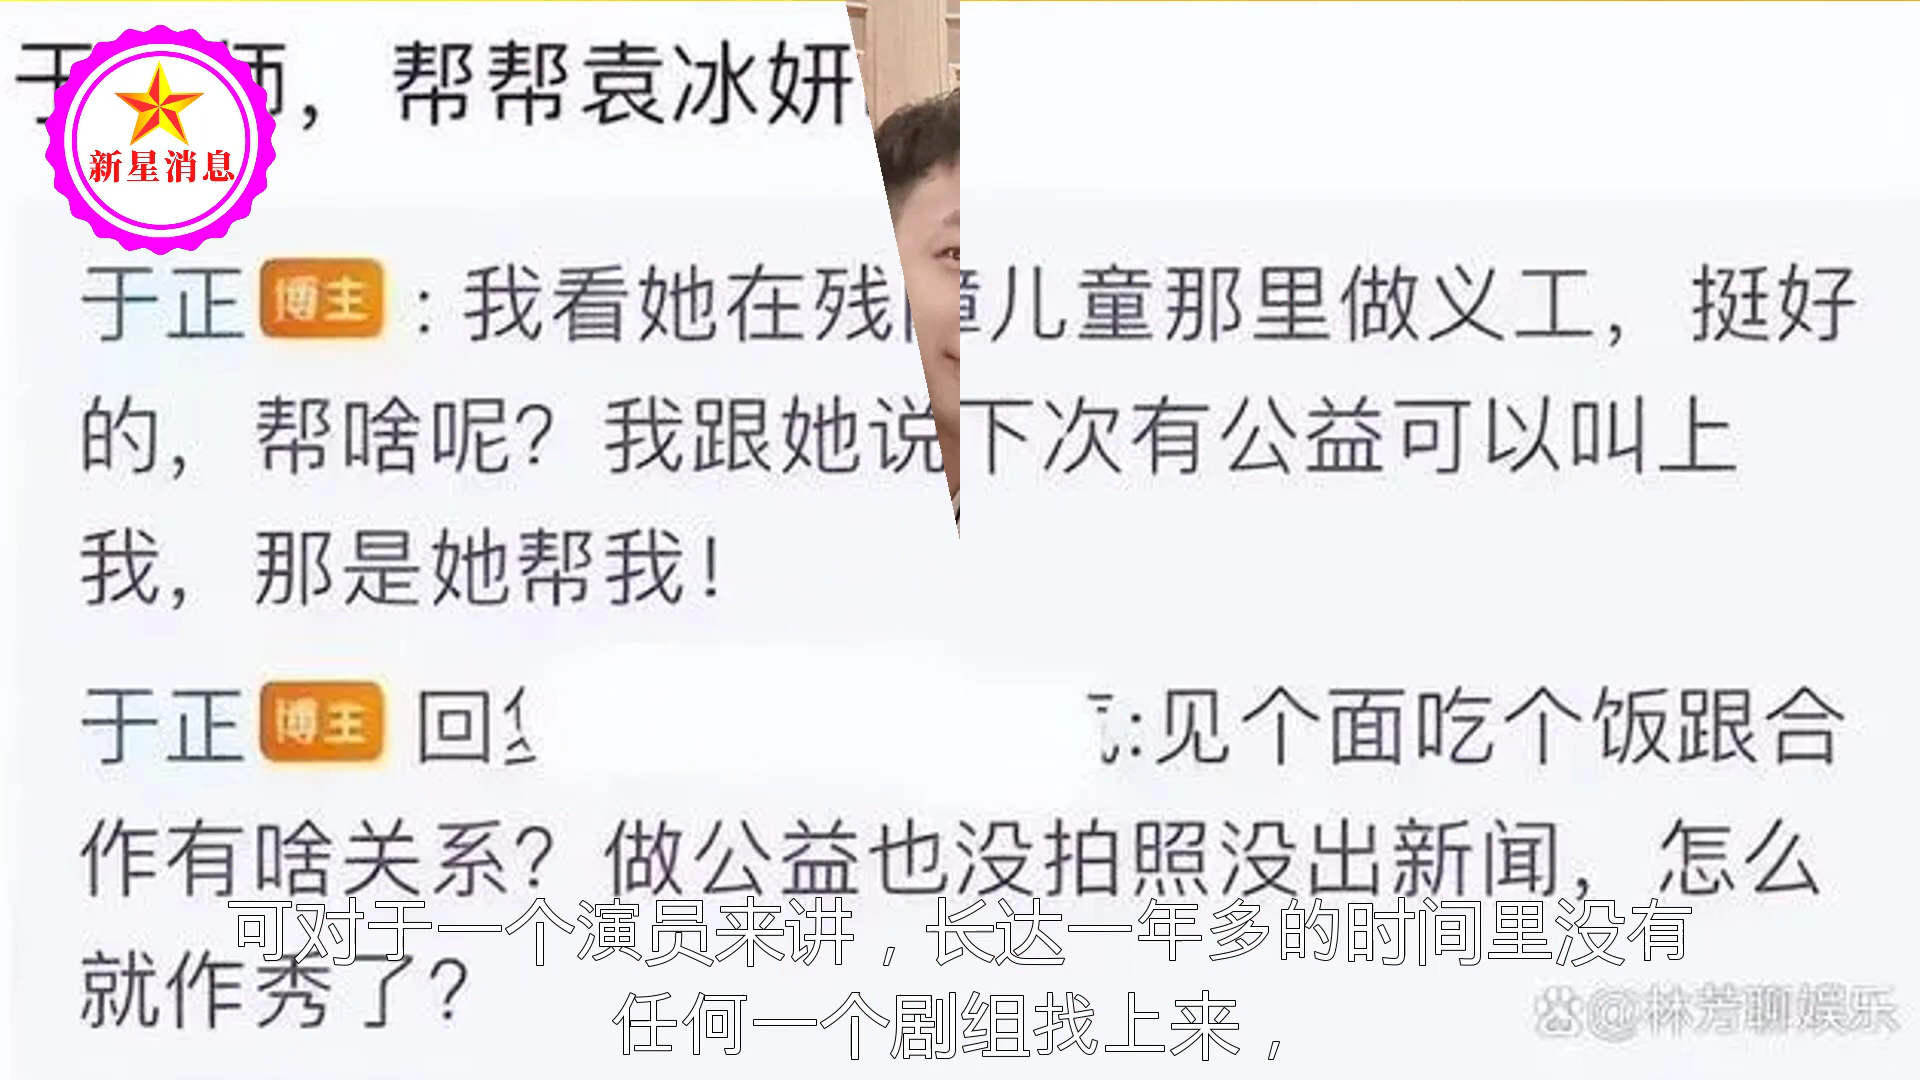 于 师，帮帮袁冰妍
新星消息
于正 博主：我看她在残障儿童那里做义工，挺好
的，帮啥呢？我跟她说下次有公益可以叫上
我，那是她帮我！
于正 博主 回 :见个面吃个饭跟合
作有啥关系？做公益也没拍照没出新闻，怎么
就作秀了？
可对于一个演员来讲，长达一年多的时间里没有
任何一个剧组找上来，
@林芳聊娱乐